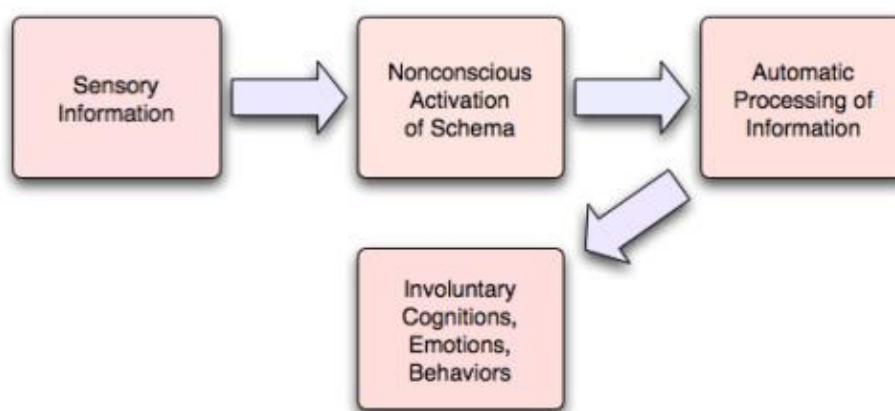 Sensory
Information
Nonconscious
Activation
of Schema
Automatic
Processing of
Information
Involuntary
Cognitions,
Emotions,
Behaviors